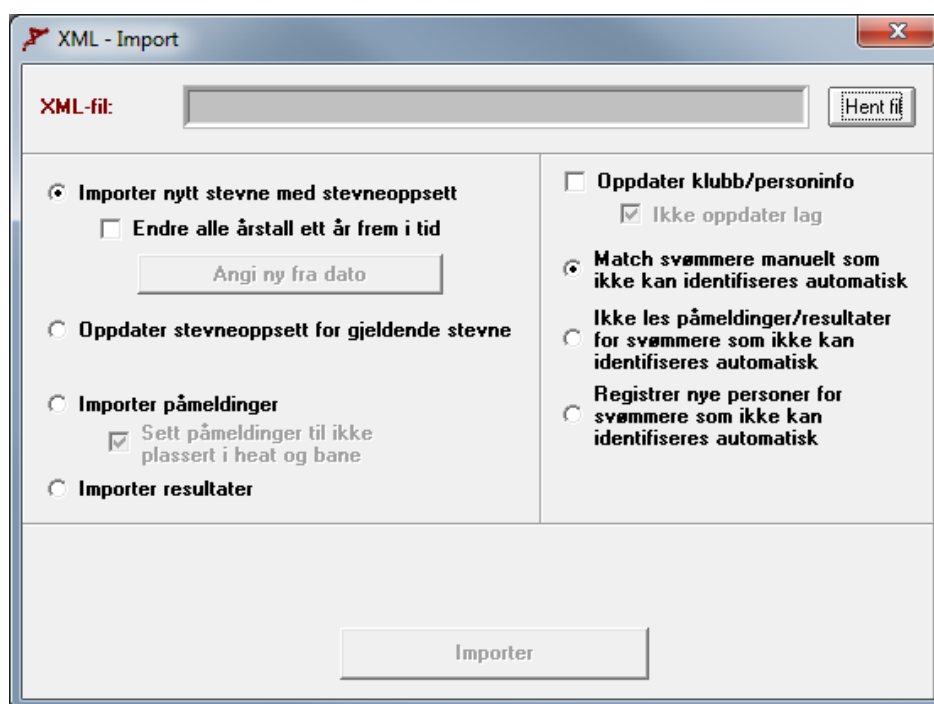 XML - Import
XML-fil:
Hent fil
Importer nytt stevne med stevneoppsett
Endre alle årstall ett år frem i tid
Angi ny fra dato
Oppdater stevneoppsett for gjeldende stevne
Importer påmeldinger
Sett påmeldinger til ikke
plassert i heat og bane
Importer resultater
Oppdater klubb/personinfo
Ikke oppdater lag
Match svømmere manuelt som
ikke kan identifiseres automatisk
Ikke les påmeldinger/resultater
for svømmere som ikke kan
identifiseres automatisk
Registrer nye personer for
svømmere som ikke kan
identifiseres automatisk
Importer